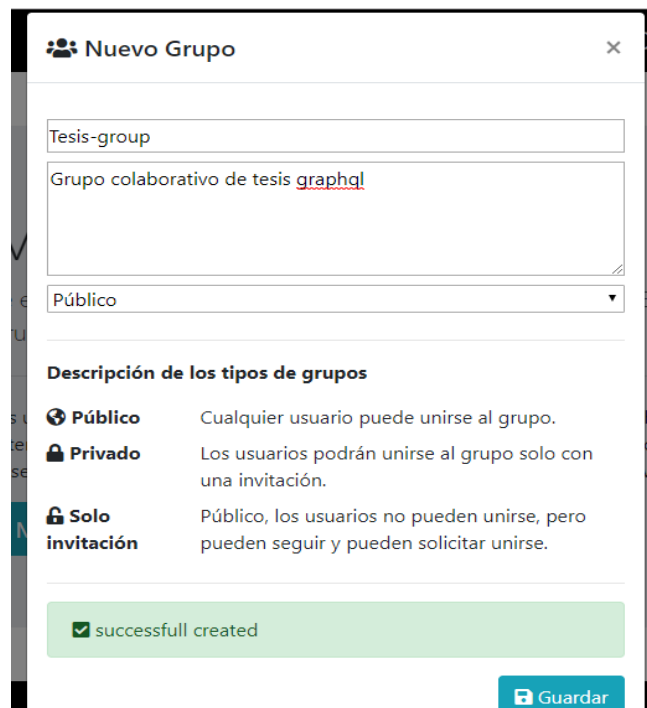 Nuevo Grupo ×
Tesis-group
Grupo colaborativo de tesis graphql
Público
Descripción de los tipos de grupos
Público Cualquier usuario puede unirse al grupo.
Privado Los usuarios podrán unirse al grupo solo con
una invitación.
Solo Público, los usuarios no pueden unirse, pero
invitación pueden seguir y pueden solicitar unirse.
successfull created
Guardar